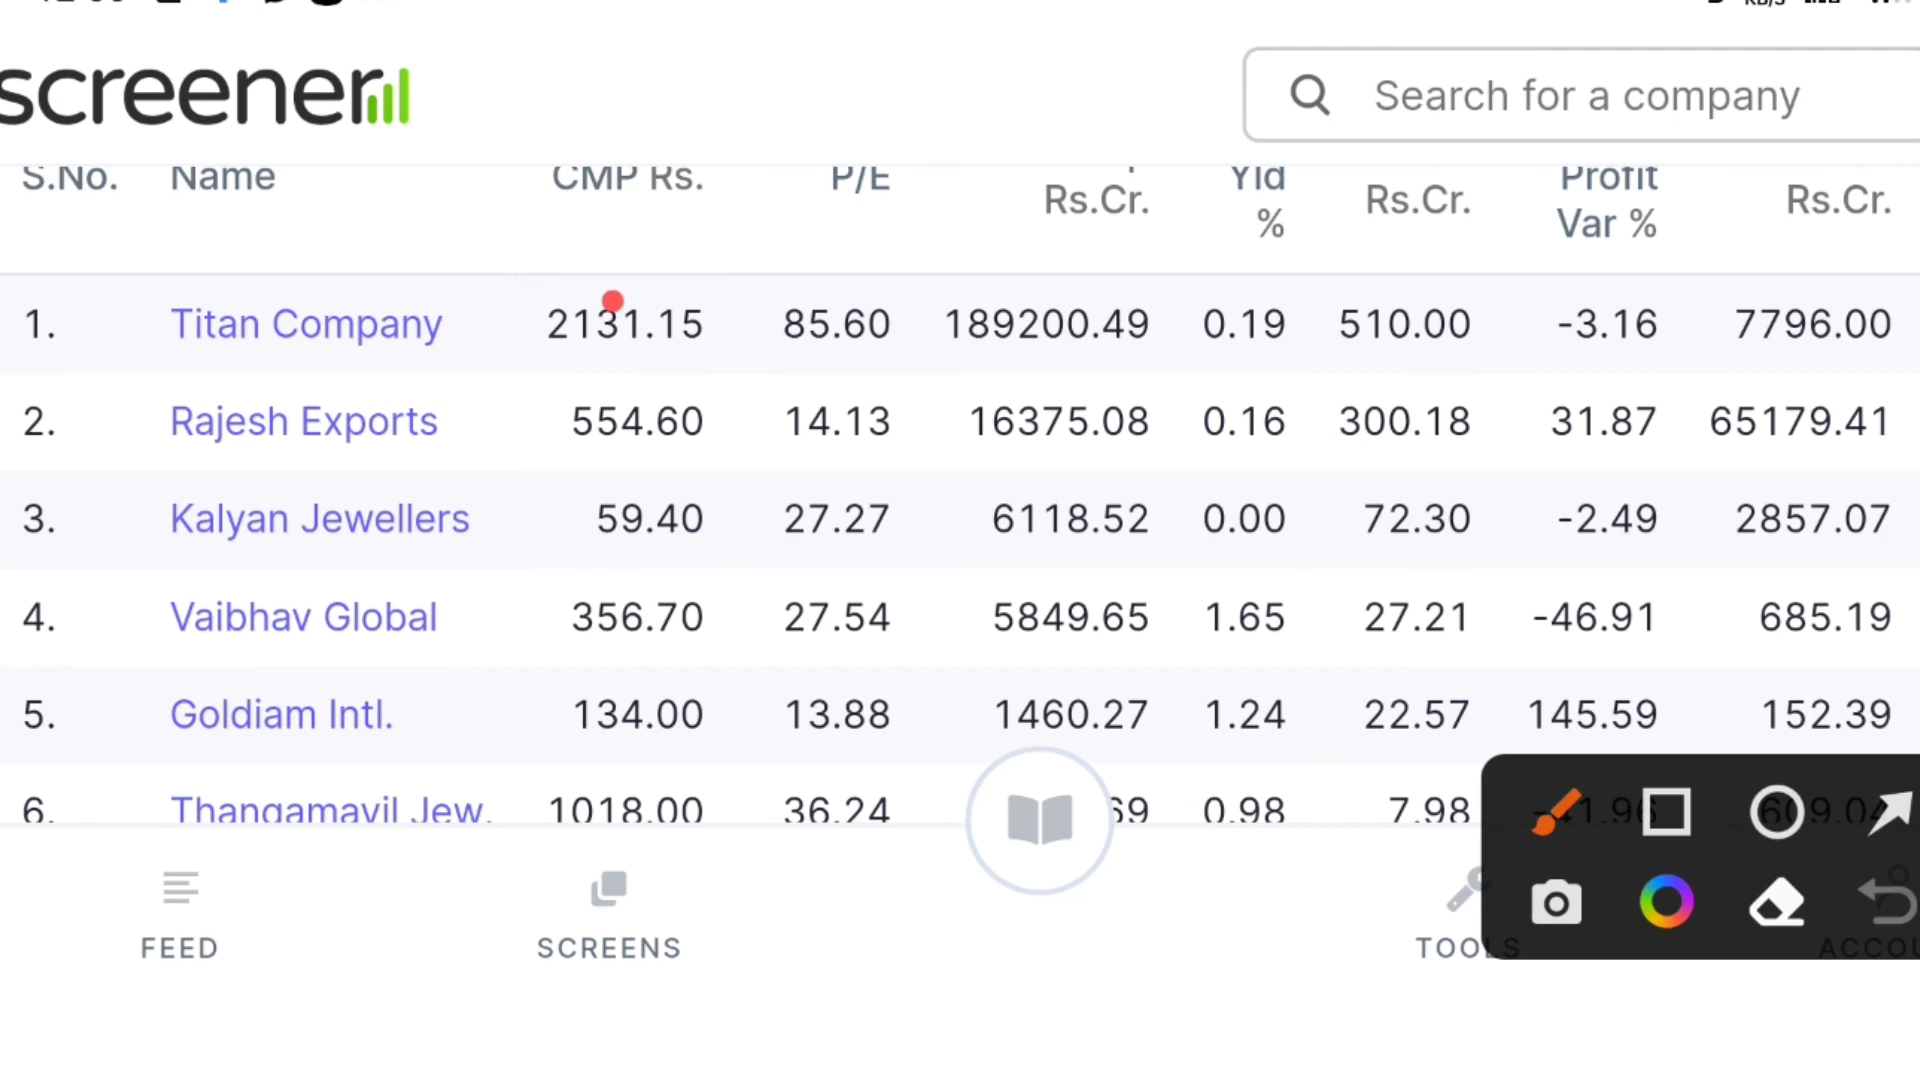 screener
Search for a company
S.No. Name CMP Rs. P/E Rs.Cr. Yld % Rs.Cr. Profit Var % Rs.Cr.
1. Titan Company 2131.15 85.60 189200.49 0.19 510.00 -3.16 7796.00
2. Rajesh Exports 554.60 14.13 16375.08 0.16 300.18 31.87 65179.41
3. Kalyan Jewellers 59.40 27.27 6118.52 0.00 72.30 -2.49 2857.07
4. Vaibhav Global 356.70 27.54 5849.65 1.65 27.21 -46.91 685.19
5. Goldiam Intl. 134.00 13.88 1460.27 1.24 22.57 145.59 152.39
6. Thangamayil Jew. 1018.00 36.24 69 0.98 7.98
FEED SCREENS TOOLS ACCOU